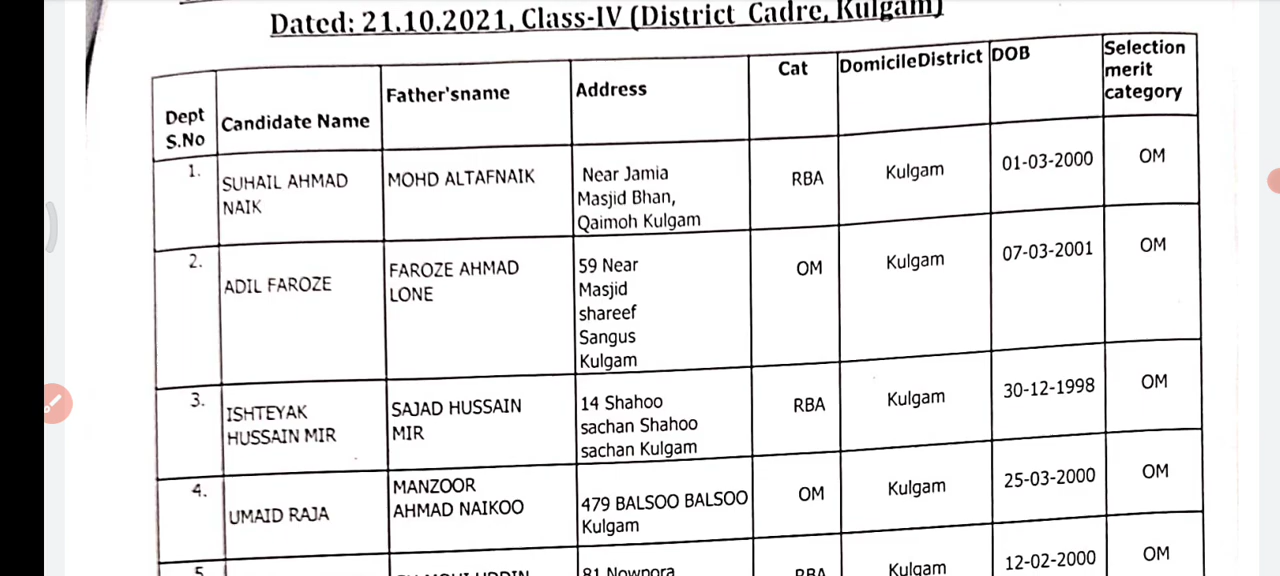 Dated: 21.10.2021, Class-IV (District Cadre, Kulgam)
Dept S.No Candidate Name Father'sname Address Cat DomicileDistrict DOB Selection merit category
1. SUHAIL AHMAD NAIK MOHD ALTAFNAIK Near Jamia Masjid Bhan, Qaimoh Kulgam RBA Kulgam 01-03-2000 OM
2. ADIL FAROZE FAROZE AHMAD LONE 59 Near Masjid shareef Sangus Kulgam OM Kulgam 07-03-2001 OM
3. ISHTEYAK HUSSAIN MIR SAJAD HUSSAIN MIR 14 Shahoo sachan Shahoo sachan Kulgam RBA Kulgam 30-12-1998 OM
4. UMAID RAJA MANZOOR AHMAD NAIKOO 479 BALSOO BALSOO Kulgam OM Kulgam 25-03-2000 OM
5. 81 Nowpora RBA Kulgam 12-02-2000 OM